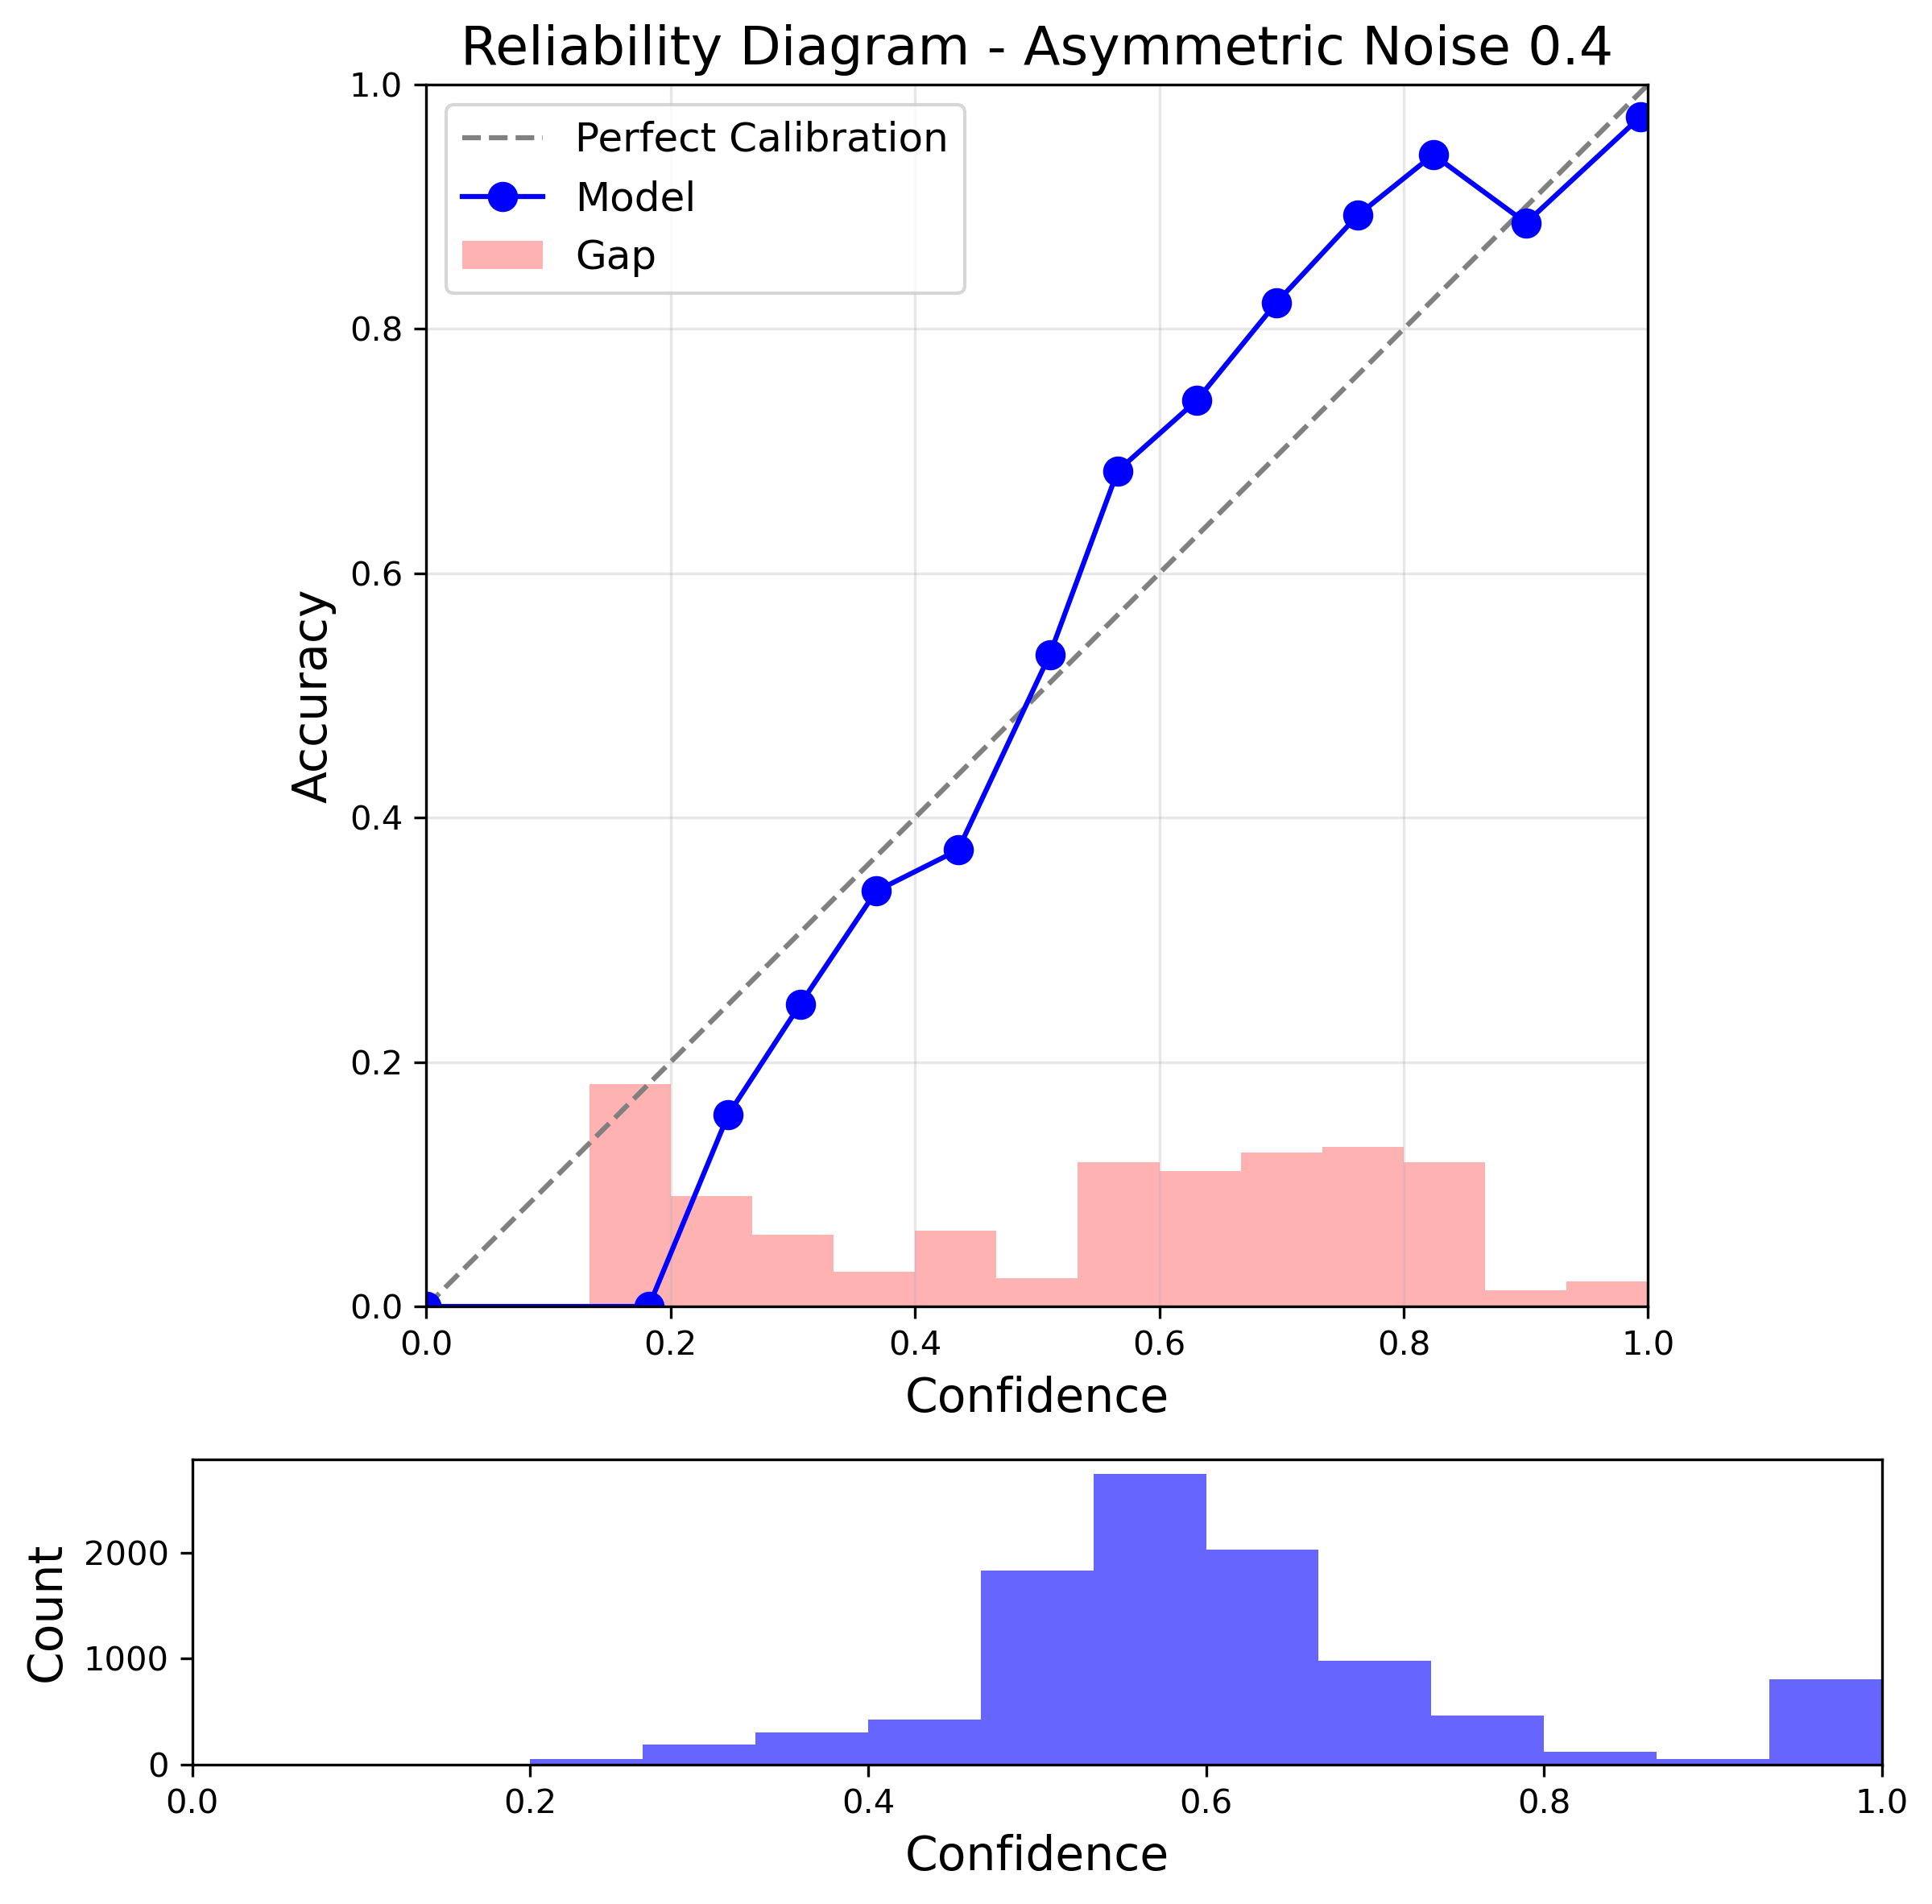 Reliability Diagram - Asymmetric Noise 0.4
1.0
0.8
0.6
0.4
0.2
0.0
Accuracy
Perfect Calibration
Model
Gap
0.0 0.2 0.4 0.6 0.8 1.0
Confidence
2000
1000
0
Count
0.0 0.2 0.4 0.6 0.8 1.0
Confidence